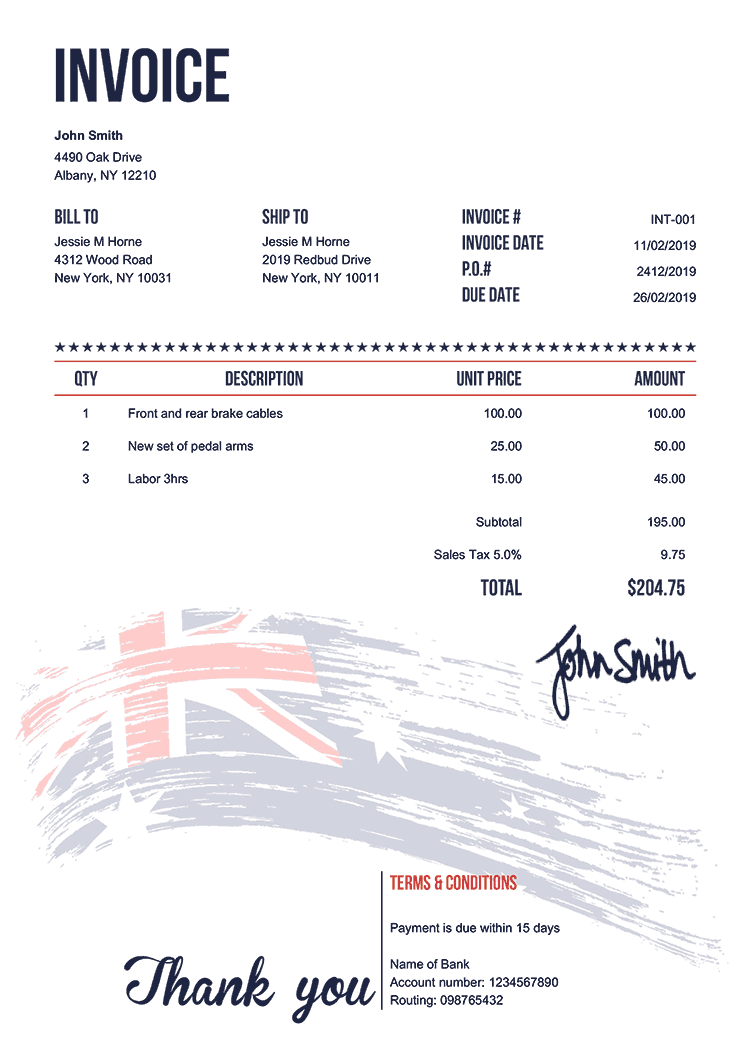 INVOICE
John Smith
4490 Oak Drive
Albany, NY 12210
BILL TO
Jessie M Horne
4312 Wood Road
New York, NY 10031
SHIP TO
Jessie M Horne
2019 Redbud Drive
New York, NY 10011
INVOICE # INT-001
INVOICE DATE 11/02/2019
P.O.# 2412/2019
DUE DATE 26/02/2019
QTY DESCRIPTION UNIT PRICE AMOUNT
1 Front and rear brake cables 100.00 100.00
2 New set of pedal arms 25.00 50.00
3 Labor 3hrs 15.00 45.00
Subtotal 195.00
Sales Tax 5.0% 9.75
TOTAL $204.75
John Smith
TERMS & CONDITIONS
Payment is due within 15 days
Name of Bank
Account number: 1234567890
Routing: 098765432
Thank you